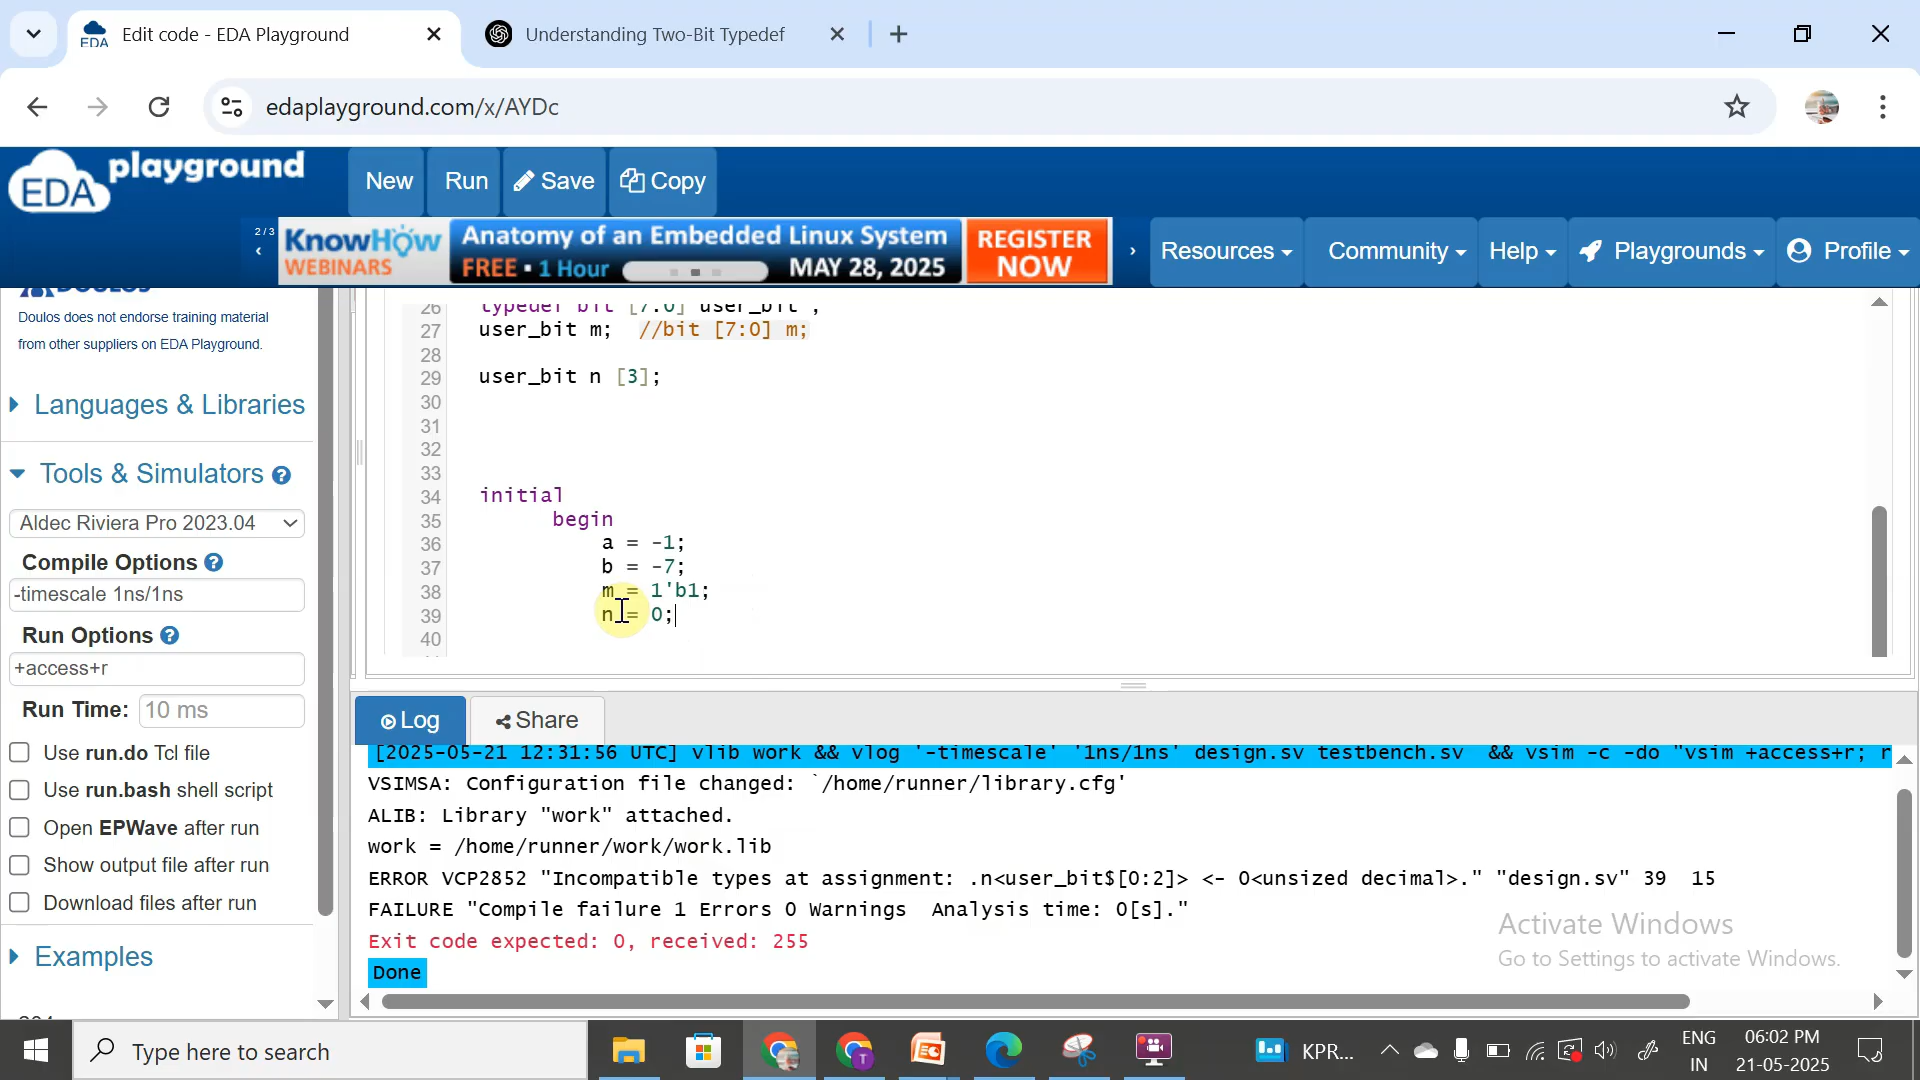 Edit code - EDA Playground
Understanding Two-Bit Typedef
edaplayground.com/x/AYDc
EDA playground
New
Run
Save
Copy
2/3
KnowHow WEBINARS
Anatomy of an Embedded Linux System
FREE • 1 Hour
MAY 28, 2025
REGISTER NOW
Resources
Community
Help
Playgrounds
Profile
DOULOS
Doulos does not endorse training material
from other suppliers on EDA Playground.
Languages & Libraries
Tools & Simulators
Aldec Riviera Pro 2023.04
Compile Options
-timescale 1ns/1ns
Run Options
+access+r
Run Time:
10 ms
Use run.do Tcl file
Use run.bash shell script
Open EPWave after run
Show output file after run
Download files after run
Examples
26 typedef bit [7:0] user_bit ;
27 user_bit m; //bit [7:0] m;
28
29 user_bit n [3];
30
31
32
33
34 initial
35 begin
36 a = -1;
37 b = -7;
38 m = 1'b1;
39 n = 0;
40
Log
Share
[2025-05-21 12:31:56 UTC] vlib work && vlog '-timescale' '1ns/1ns' design.sv testbench.sv && vsim -c -do "vsim +access+r; r
VSIMSA: Configuration file changed: `/home/runner/library.cfg'
ALIB: Library "work" attached.
work = /home/runner/work/work.lib
ERROR VCP2852 "Incompatible types at assignment: .n<user_bit$[0:2]> <- 0<unsized decimal>." "design.sv" 39 15
FAILURE "Compile failure 1 Errors 0 Warnings Analysis time: 0[s]."
Exit code expected: 0, received: 255
Done
Activate Windows
Go to Settings to activate Windows.
Type here to search
KPR...
ENG
IN
06:02 PM
21-05-2025